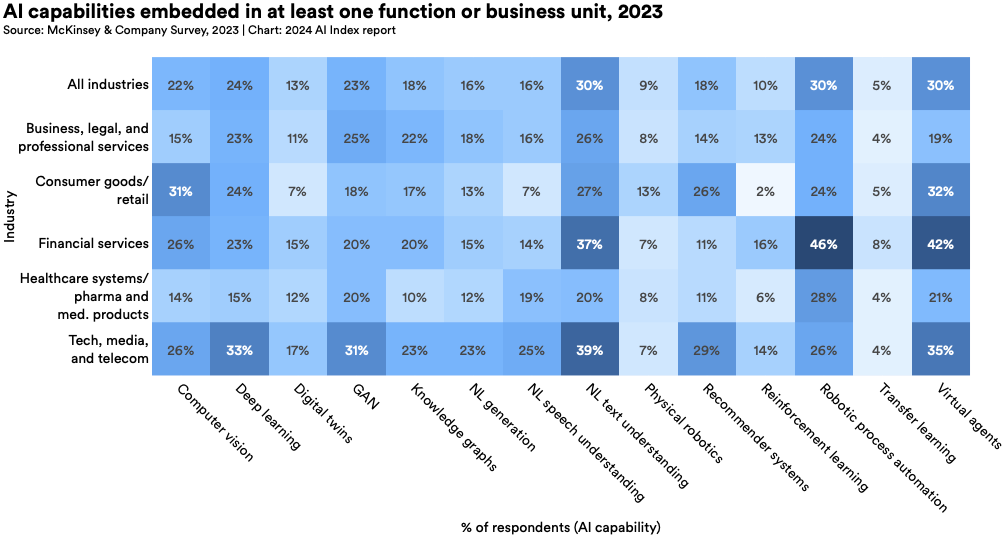 AI capabilities embedded in at least one function or business unit, 2023
Source: McKinsey & Company Survey, 2023 | Chart: 2024 AI Index report
Industry
All industries 22% 24% 13% 23% 18% 16% 16% 30% 9% 18% 10% 30% 5% 30%
Business, legal, and
professional services 15% 23% 11% 25% 22% 18% 16% 26% 8% 14% 13% 24% 4% 19%
Consumer goods/
retail 31% 24% 7% 18% 17% 13% 7% 27% 13% 26% 2% 24% 5% 32%
Financial services 26% 23% 15% 20% 20% 15% 14% 37% 7% 11% 16% 46% 8% 42%
Healthcare systems/
pharma and
med. products 14% 15% 12% 20% 10% 12% 19% 20% 8% 11% 6% 28% 4% 21%
Tech, media,
and telecom 26% 33% 17% 31% 23% 23% 25% 39% 7% 29% 14% 26% 4% 35%
Computer vision
Deep learning
Digital twins
GAN
Knowledge graphs
NL generation
NL speech understanding
NL text understanding
Physical robotics
Recommender systems
Reinforcement learning
Robotic process automation
Transfer learning
Virtual agents
% of respondents (AI capability)